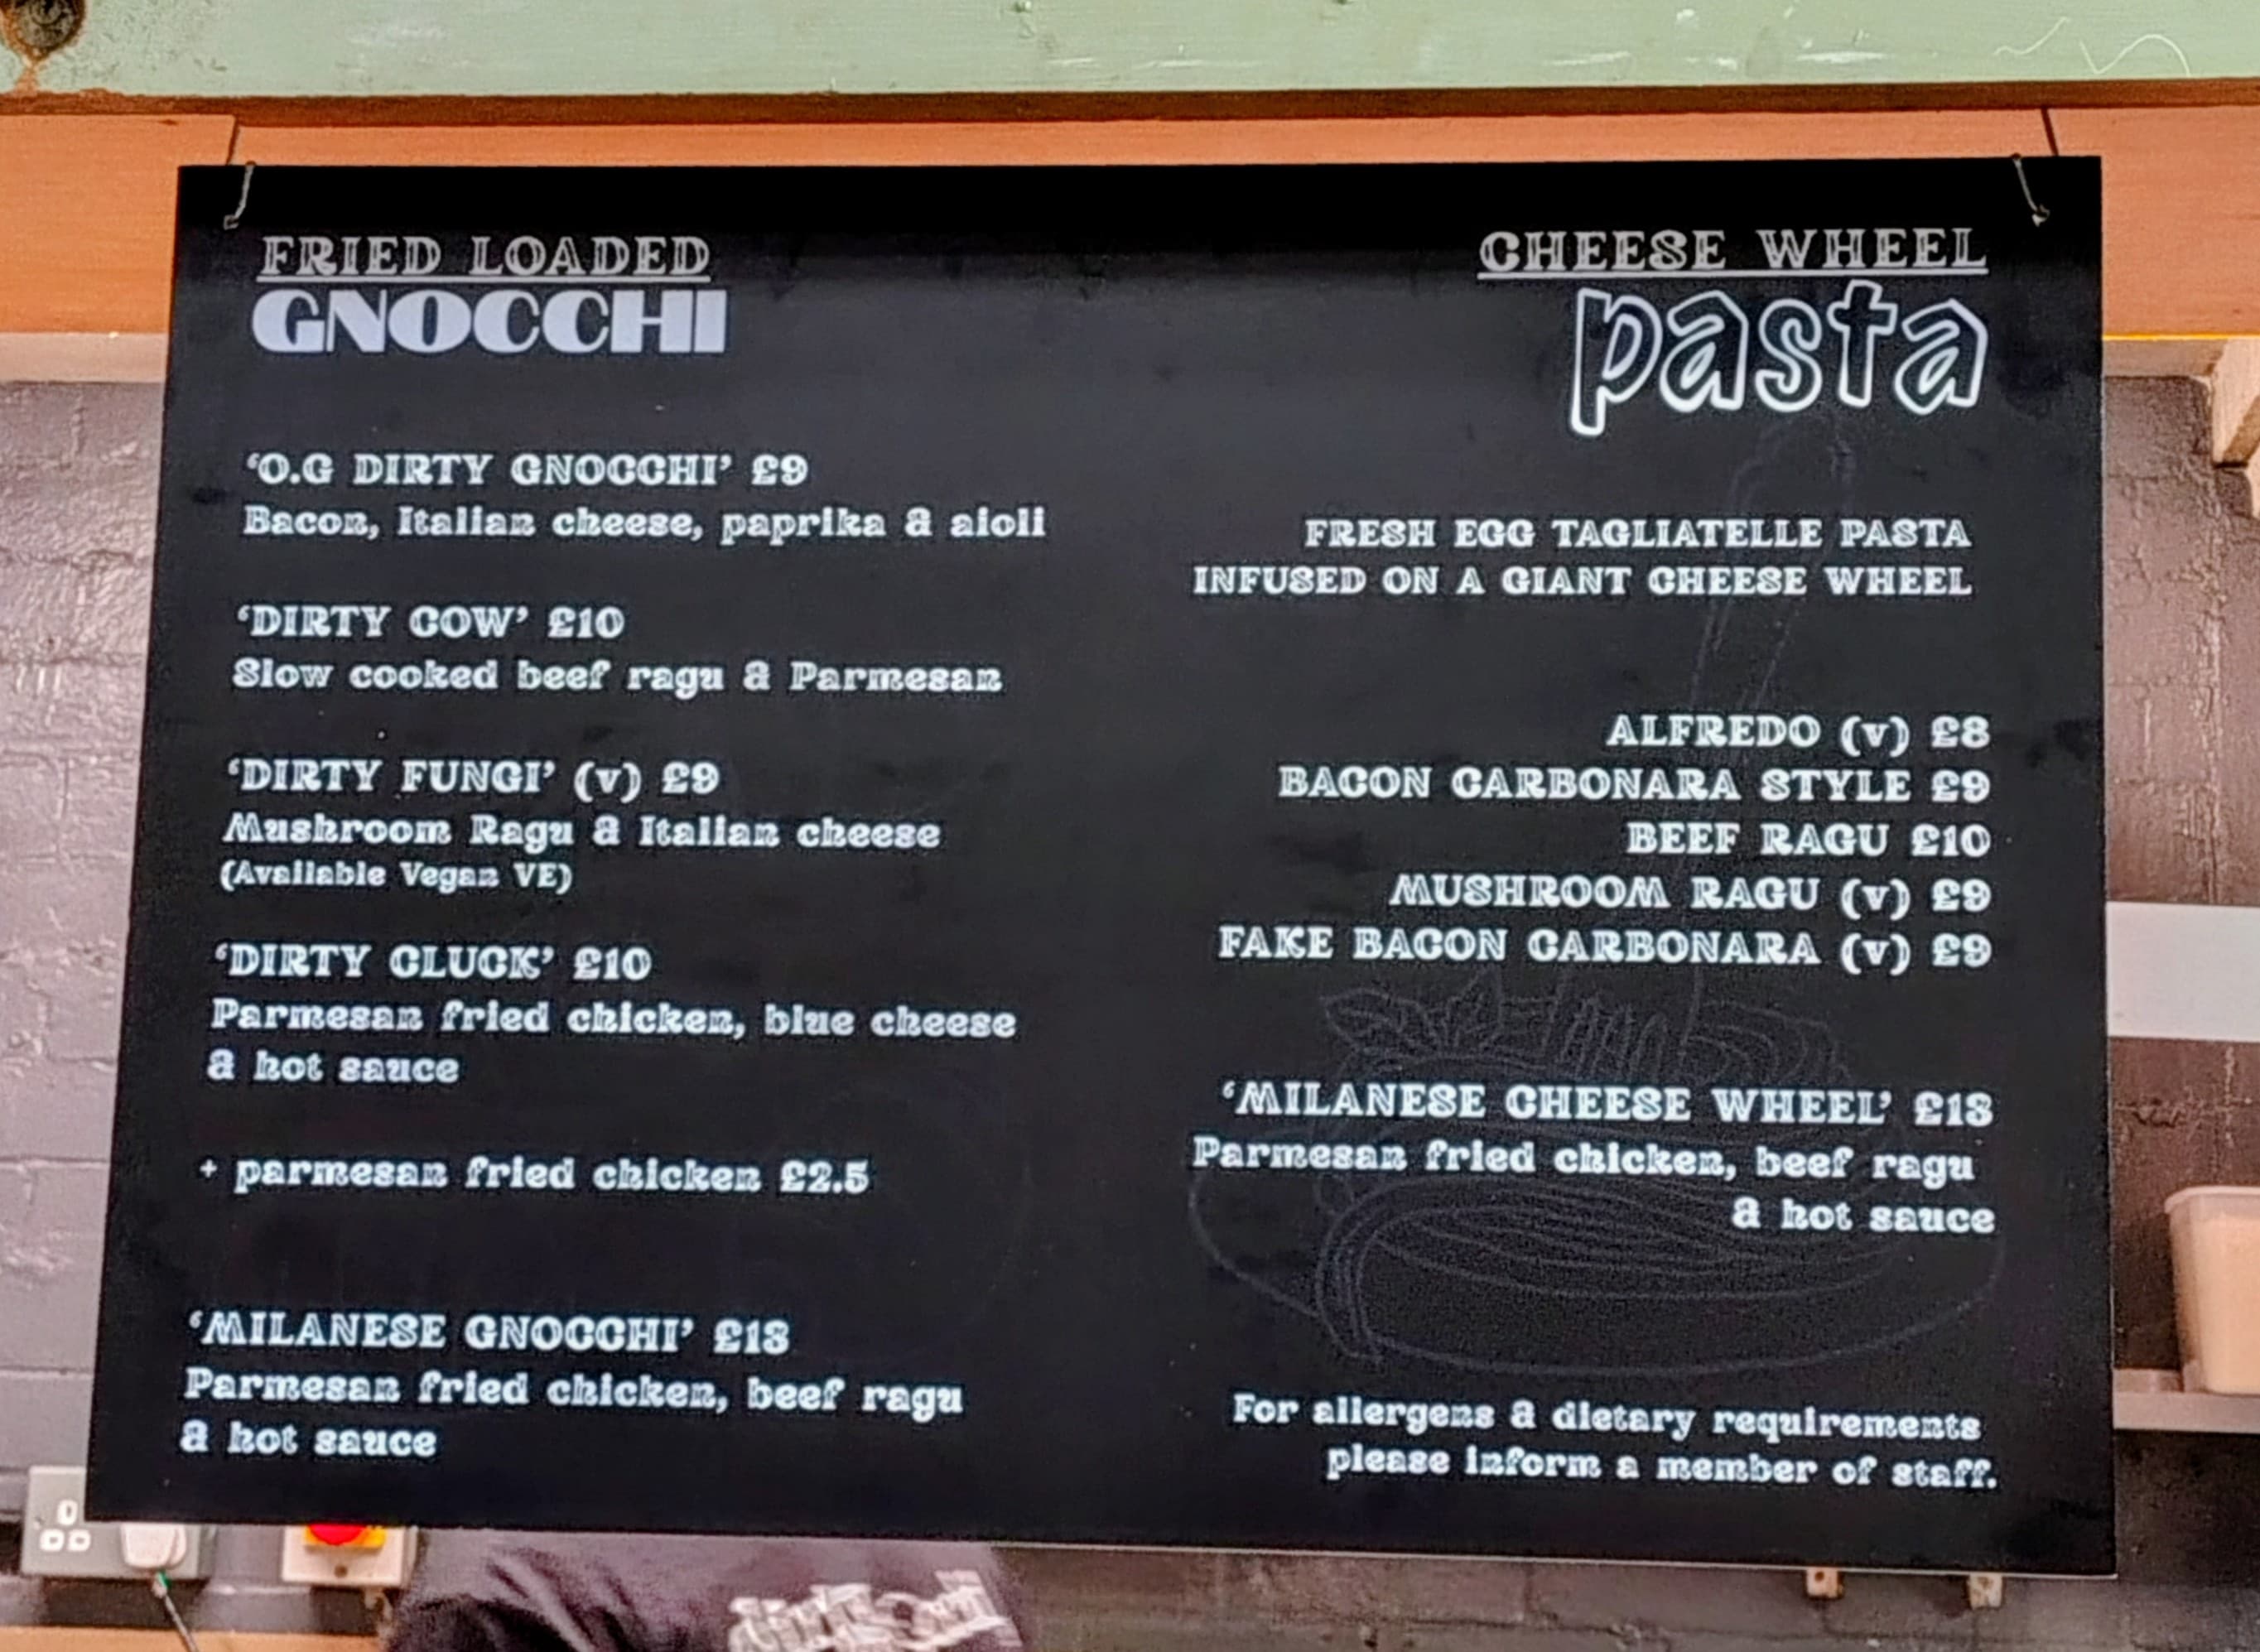 FRIED LOADED
GNOCCHI
'O.G DIRTY GNOCCHI' £9
Bacon, Italian cheese, paprika & aioli
'DIRTY COW' £10
Slow cooked beef ragu & Parmesan
'DIRTY FUNGI' (v) £9
Mushroom Ragu & Italian cheese
(Available Vegan VE)
'DIRTY CLUCK' £10
Parmesan fried chicken, blue cheese
& hot sauce
+ parmesan fried chicken £2.5
'MILANESE GNOCCHI' £13
Parmesan fried chicken, beef ragu
& hot sauce
CHEESE WHEEL
pasta
FRESH EGG TAGLIATELLE PASTA
INFUSED ON A GIANT CHEESE WHEEL
ALFREDO (v) £8
BACON CARBONARA STYLE £9
BEEF RAGU £10
MUSHROOM RAGU (v) £9
FAKE BACON CARBONARA (v) £9
'MILANESE CHEESE WHEEL' £13
Parmesan fried chicken, beef ragu
& hot sauce
For allergens & dietary requirements
please inform a member of staff.